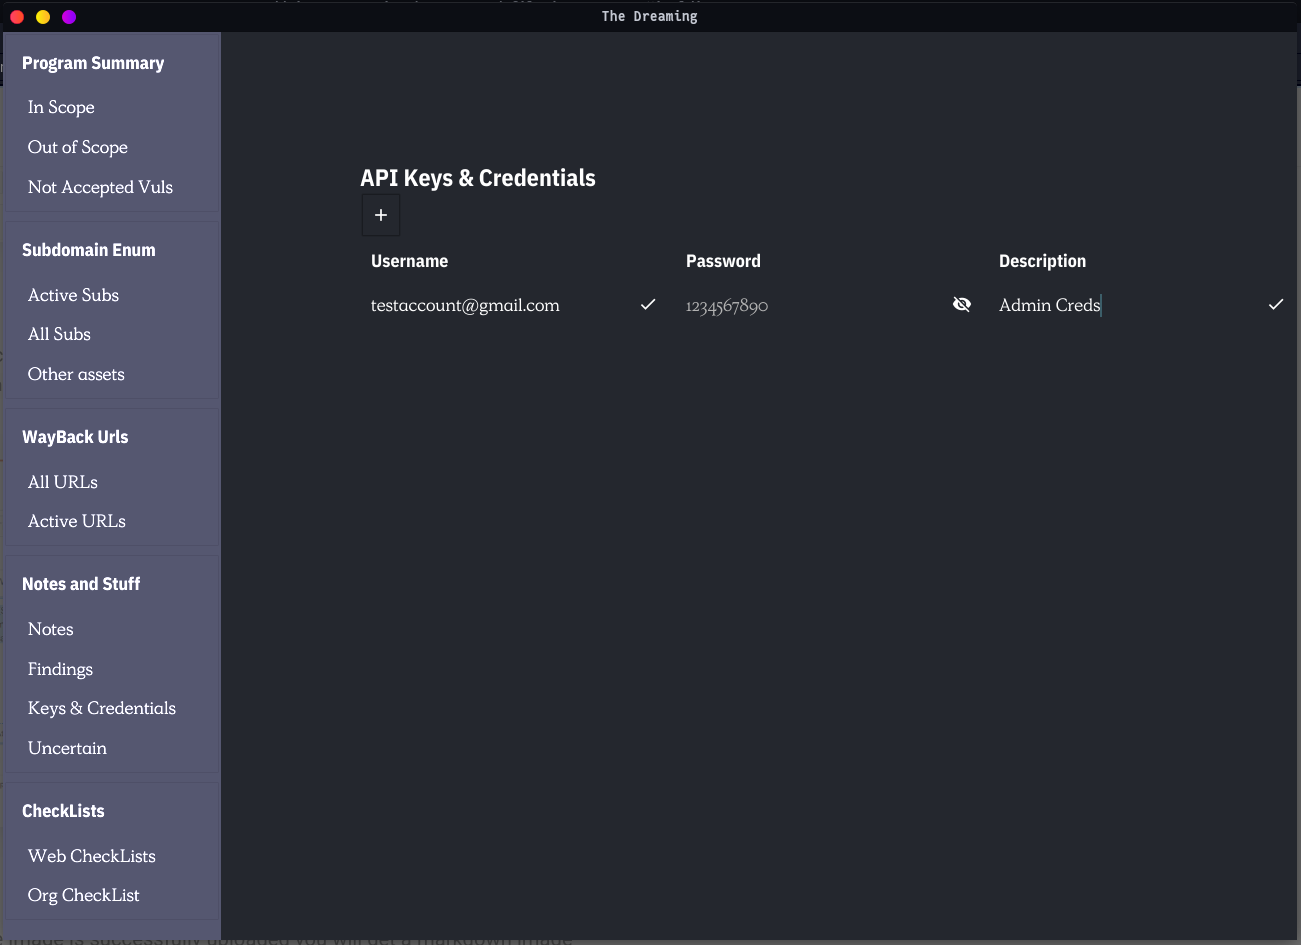 The Dreaming
Program Summary
In Scope
Out of Scope
Not Accepted Vuls
Subdomain Enum
Active Subs
All Subs
Other assets
WayBack Urls
All URLs
Active URLs
Notes and Stuff
Notes
Findings
Keys & Credentials
Uncertain
CheckLists
Web CheckLists
Org CheckList
API Keys & Credentials
+
Username Password Description
testaccount@gmail.com 1234567890 Admin Creds